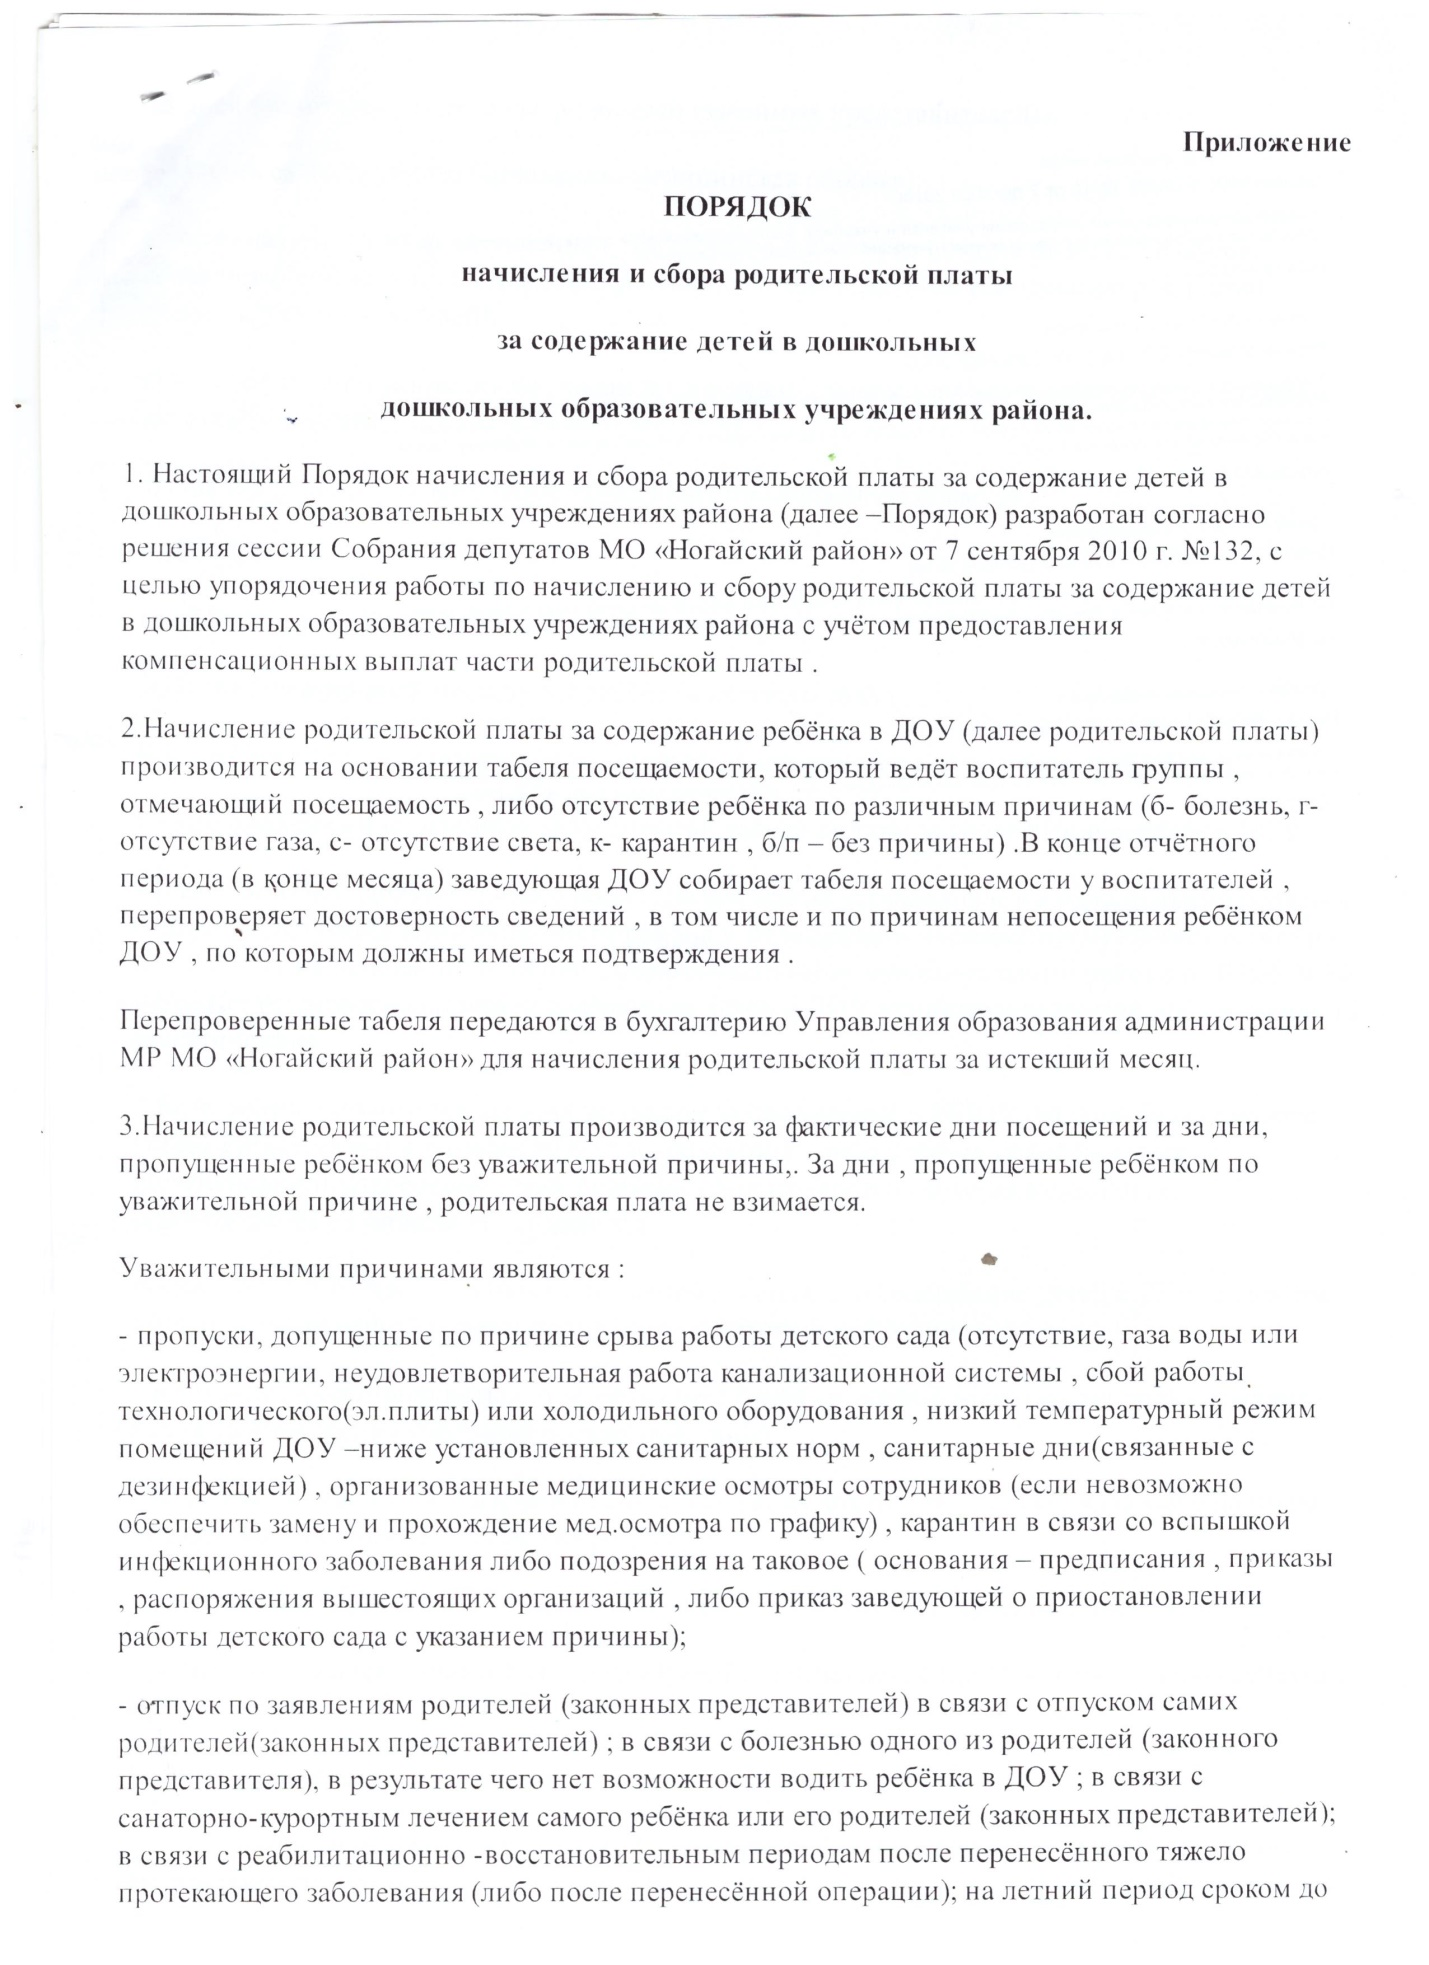 Приложение
ПОРЯДОК
начисления и сбора родительской платы
за содержание детей в дошкольных
дошкольных образовательных учреждениях района.
1. Настоящий Порядок начисления и сбора родительской платы за содержание детей в
дошкольных образовательных учреждениях района (далее –Порядок) разработан согласно
решения сессии Собрания депутатов МО «Ногайский район» от 7 сентября 2010 г. №132, с
целью упорядочения работы по начислению и сбору родительской платы за содержание детей
в дошкольных образовательных учреждениях района с учётом предоставления
компенсационных выплат части родительской платы .
2.Начисление родительской платы за содержание ребёнка в ДОУ (далее родительской платы)
производится на основании табеля посещаемости, который ведёт воспитатель группы ,
отмечающий посещаемость , либо отсутствие ребёнка по различным причинам (б- болезнь, г-
отсутствие газа, с- отсутствие света, к- карантин , б/п – без причины) .В конце отчётного
периода (в конце месяца) заведующая ДОУ собирает табеля посещаемости у воспитателей ,
перепроверяет достоверность сведений , в том числе и по причинам непосещения ребёнком
ДОУ , по которым должны иметься подтверждения .
Перепроверенные табеля передаются в бухгалтерию Управления образования администрации
МР МО «Ногайский район» для начисления родительской платы за истекший месяц.
3.Начисление родительской платы производится за фактические дни посещений и за дни,
пропущенные ребёнком без уважительной причины,. За дни , пропущенные ребёнком по
уважительной причине , родительская плата не взимается.
Уважительными причинами являются :
- пропуски, допущенные по причине срыва работы детского сада (отсутствие, газа воды или
электроэнергии, неудовлетворительная работа канализационной системы , сбой работы
технологического(эл.плиты) или холодильного оборудования , низкий температурный режим
помещений ДОУ –ниже установленных санитарных норм , санитарные дни(связанные с
дезинфекцией) , организованные медицинские осмотры сотрудников (если невозможно
обеспечить замену и прохождение мед.осмотра по графику) , карантин в связи со вспышкой
инфекционного заболевания либо подозрения на таковое ( основания – предписания , приказы
, распоряжения вышестоящих организаций , либо приказ заведующей о приостановлении
работы детского сада с указанием причины);
- отпуск по заявлениям родителей (законных представителей) в связи с отпуском самих
родителей(законных представителей) ; в связи с болезнью одного из родителей (законного
представителя), в результате чего нет возможности водить ребёнка в ДОУ ; в связи с
санаторно-курортным лечением самого ребёнка или его родителей (законных представителей);
в связи с реабилитационно -восстановительным периодам после перенесённого тяжело
протекающего заболевания (либо после перенесённой операции); на летний период сроком до